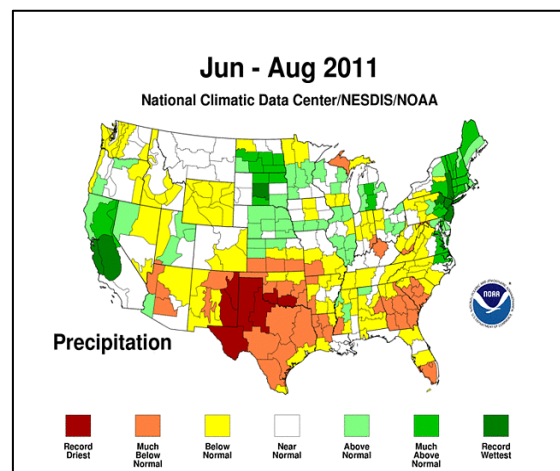 Jun - Aug 2011
National Climatic Data Center/NESDIS/NOAA
NOAA
Precipitation
Record Driest
Much Below Normal
Below Normal
Near Normal
Above Normal
Much Above Normal
Record Wettest